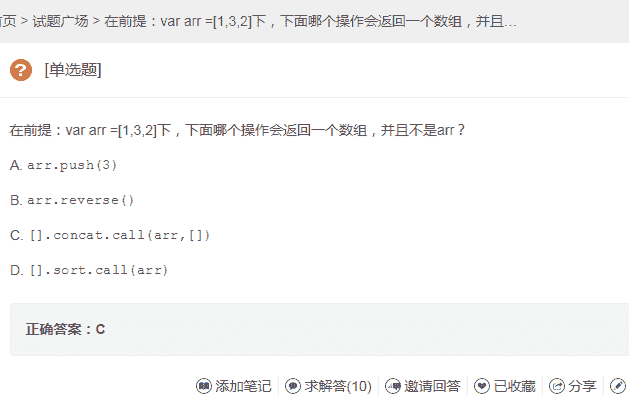 首页 > 试题广场 > 在前提：var arr =[1,3,2]下，下面哪个操作会返回一个数组，并且…
? [单选题]
在前提：var arr =[1,3,2]下，下面哪个操作会返回一个数组，并且不是arr？
A. arr.push(3)
B. arr.reverse()
C. [].concat.call(arr,[])
D. [].sort.call(arr)
正确答案：C
添加笔记 求解答(10) 邀请回答 已收藏 分享